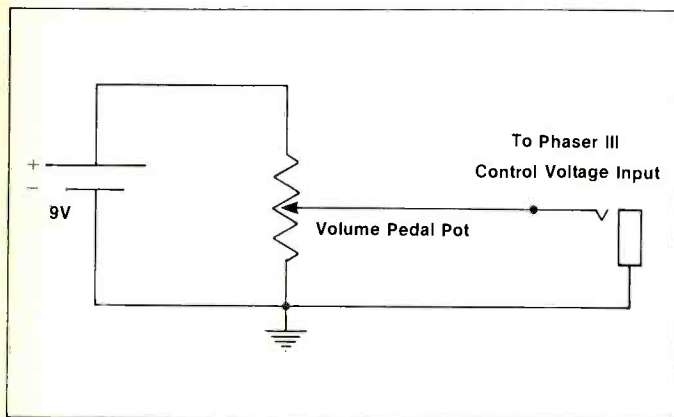 To Phaser III
Control Voltage Input
+
−
9V
Volume Pedal Pot